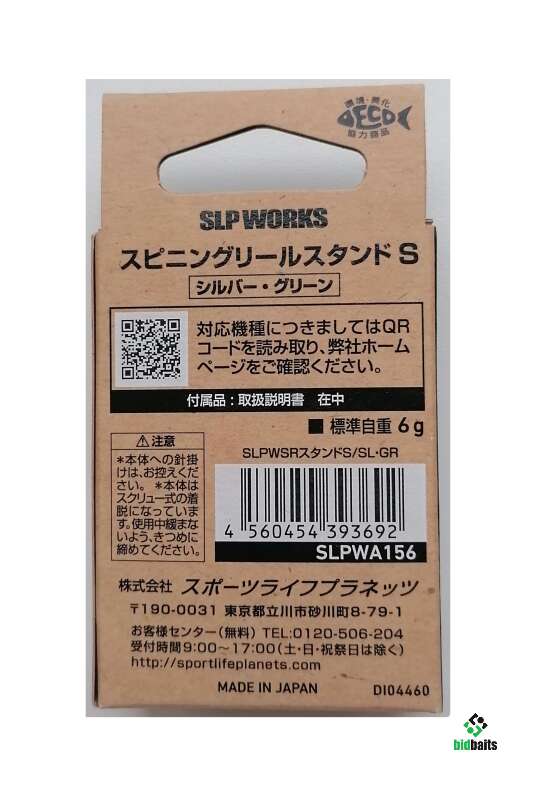 環境・美化
ECO
協力商品
SLP WORKS
スピニングリールスタンド S
シルバー・グリーン
対応機種につきましてはQR
コードを読み取り、弊社ホーム
ページをご確認ください。
付属品：取扱説明書 在中
■ 標準自重 6g
⚠注意
*本体への針掛
けは、お控えくだ
さい。 *本体は
スクリュー式の着
脱になっていま
す。使用中緩まな
いよう、きつめに
締めてください。
SLPWSRスタンドS/SL・GR
4 560454 393692
SLPWA156
株式会社 スポーツライフプラネッツ
〒190-0031 東京都立川市砂川町8-79-1
お客様センター（無料） TEL:0120-506-204
受付時間9:00〜17:00（土・日・祝祭日は除く）
http://sportlifeplanets.com/
MADE IN JAPAN
DI04460
bidbaits